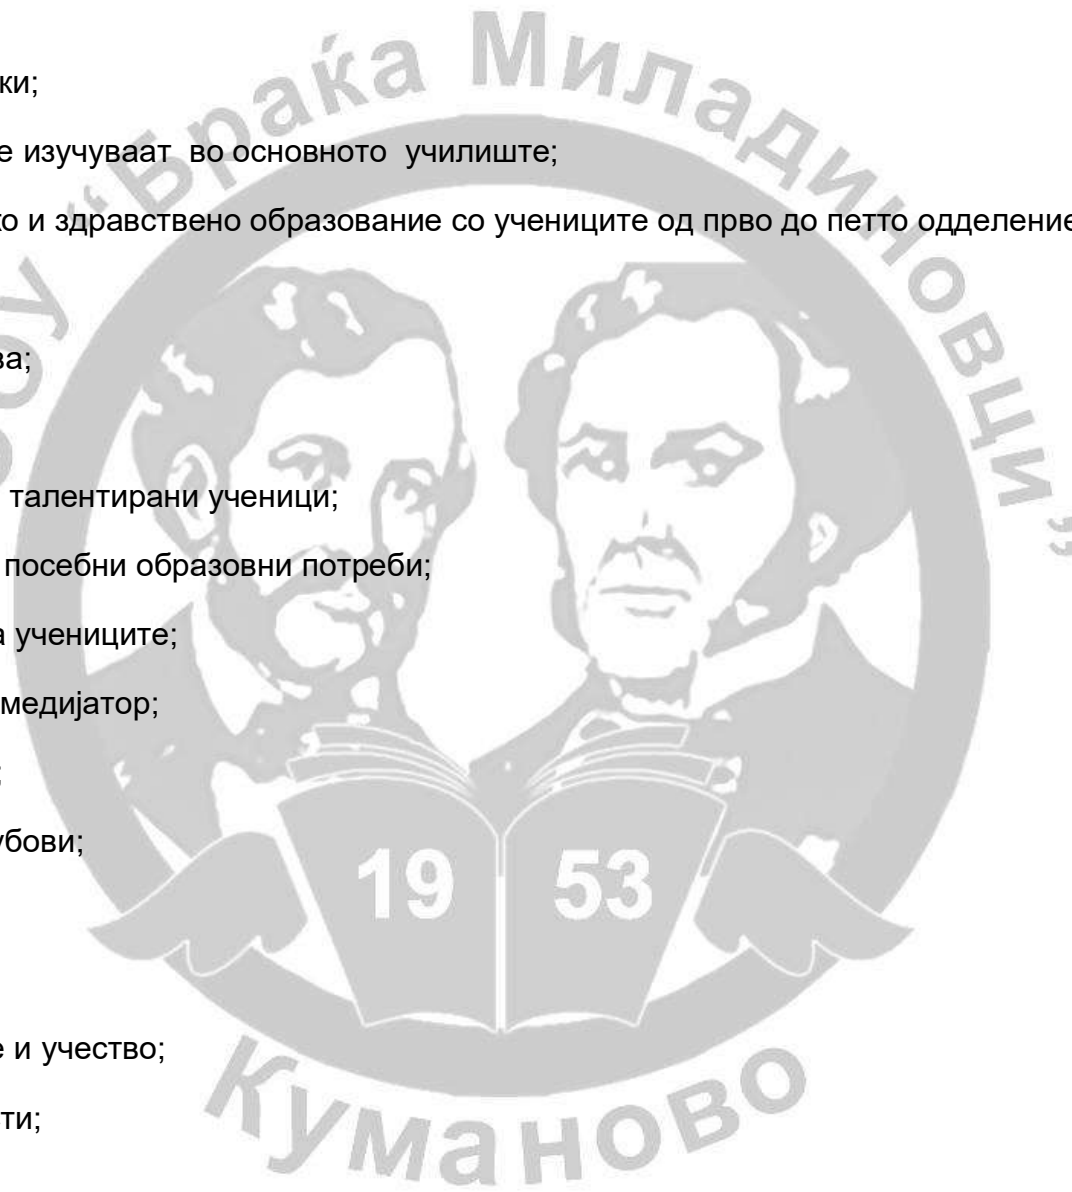 “Браќа Миладиновци”
ки;
е изучуваат во основното училиште;
о и здравствено образование со учениците од прво до петто одделение
ОУ
ва;
талентирани ученици;
посебни образовни потреби;
а учениците;
медијатор;
;
убови;
19 53
е и учество;
ти;
Куманово